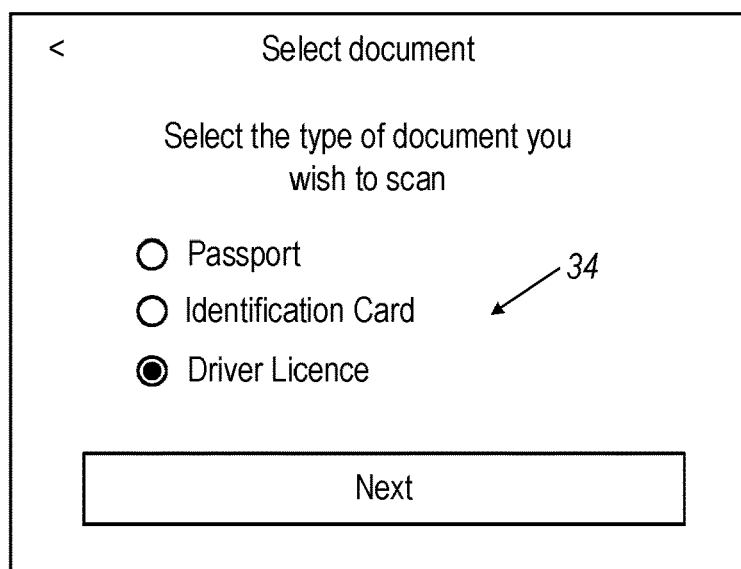 < Select document
Select the type of document you
wish to scan
Passport
34
Identification Card
Driver Licence
Next